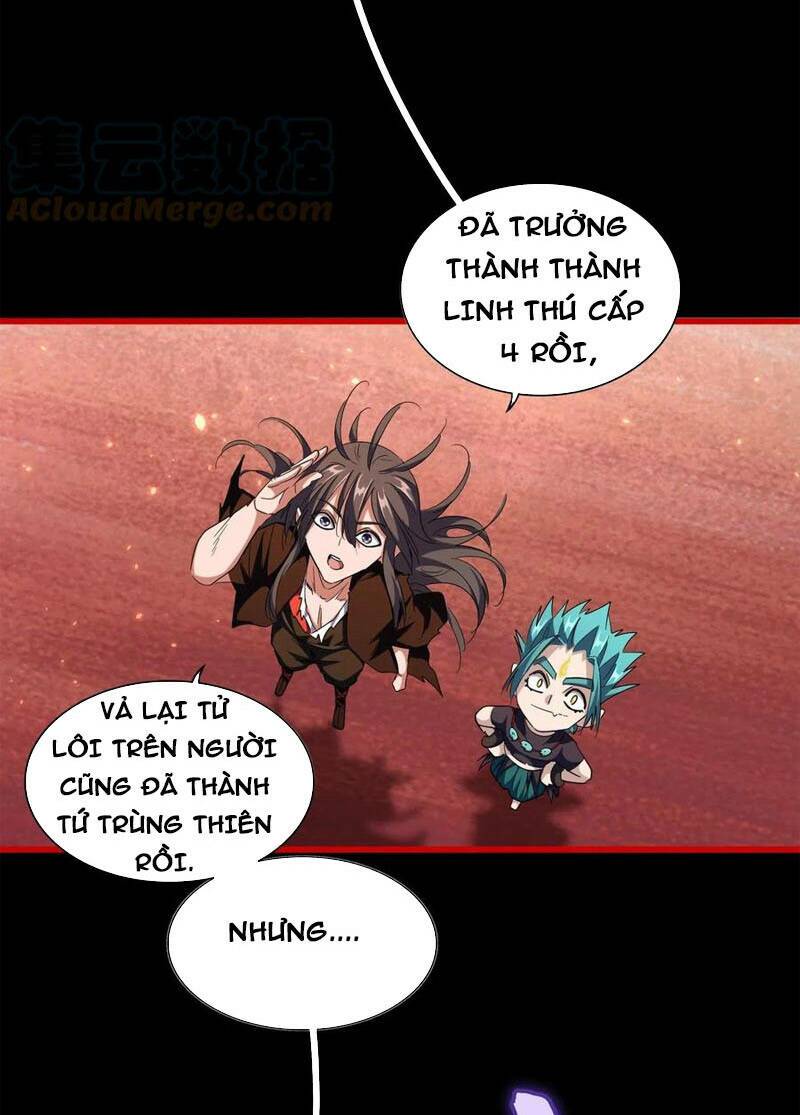 集云数据
ACloudMerge.com
ĐÃ TRƯỞNG
THÀNH THÀNH
LINH THÚ CẤP
4 RỒI,
VẢ LẠI TỬ
LÔI TRÊN NGƯỜI
CŨNG ĐÃ THÀNH
TỨ TRÙNG THIÊN
RỒI.
NHƯNG....